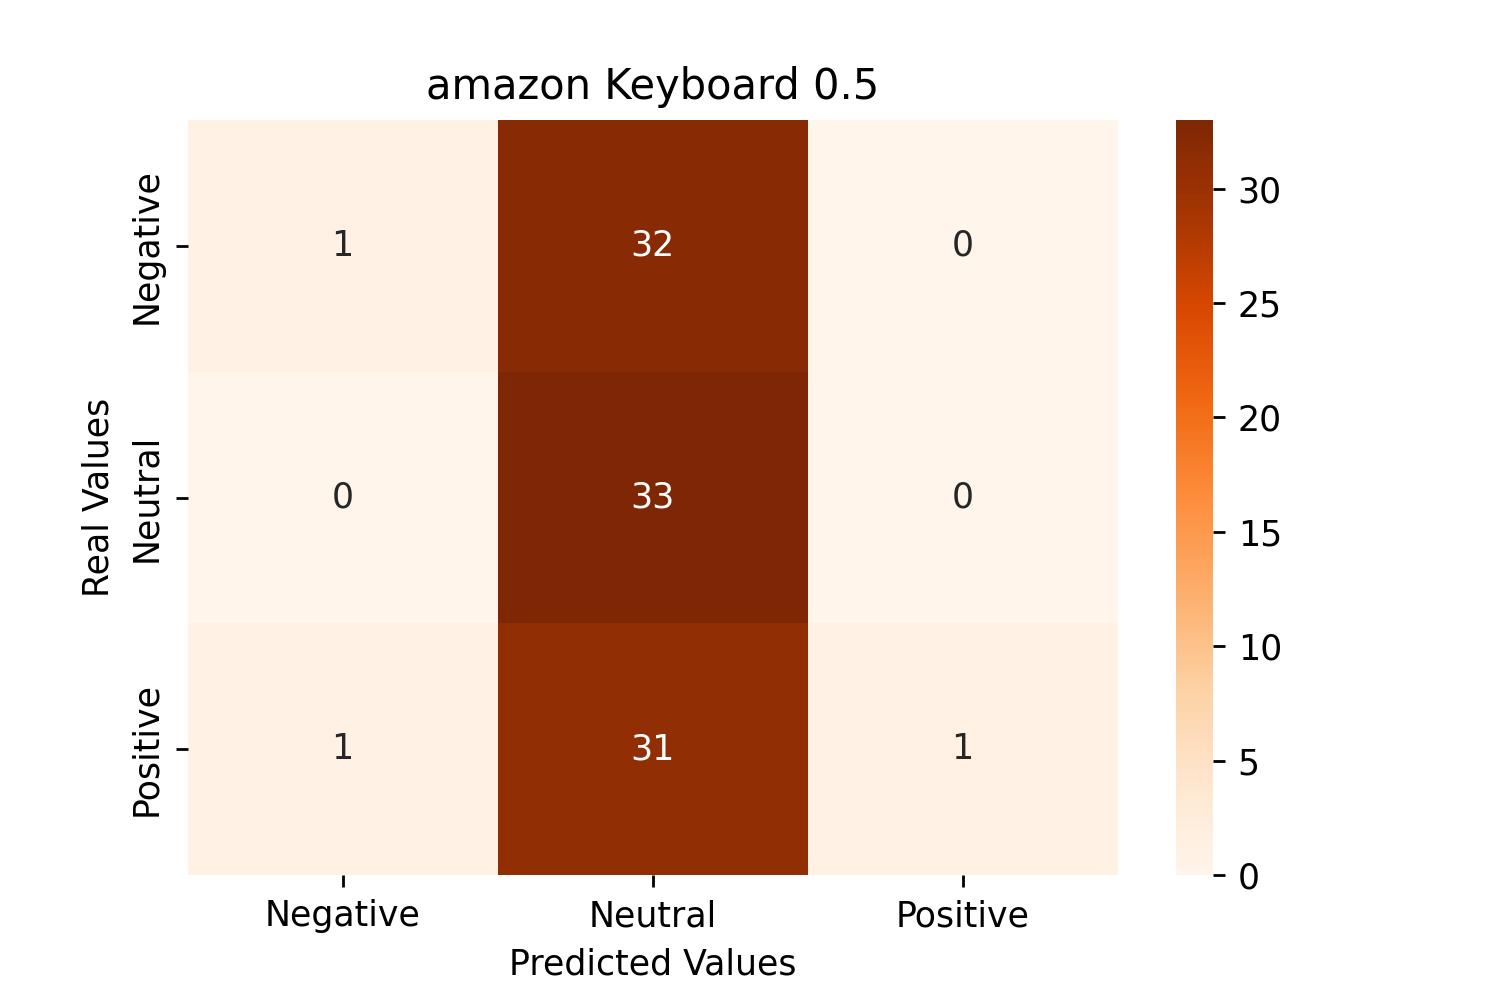 amazon Keyboard 0.5
Real Values
Negative
1 32 0
Neutral
0 33 0
Positive
1 31 1
Negative Neutral Positive
Predicted Values
30
25
20
15
10
5
0